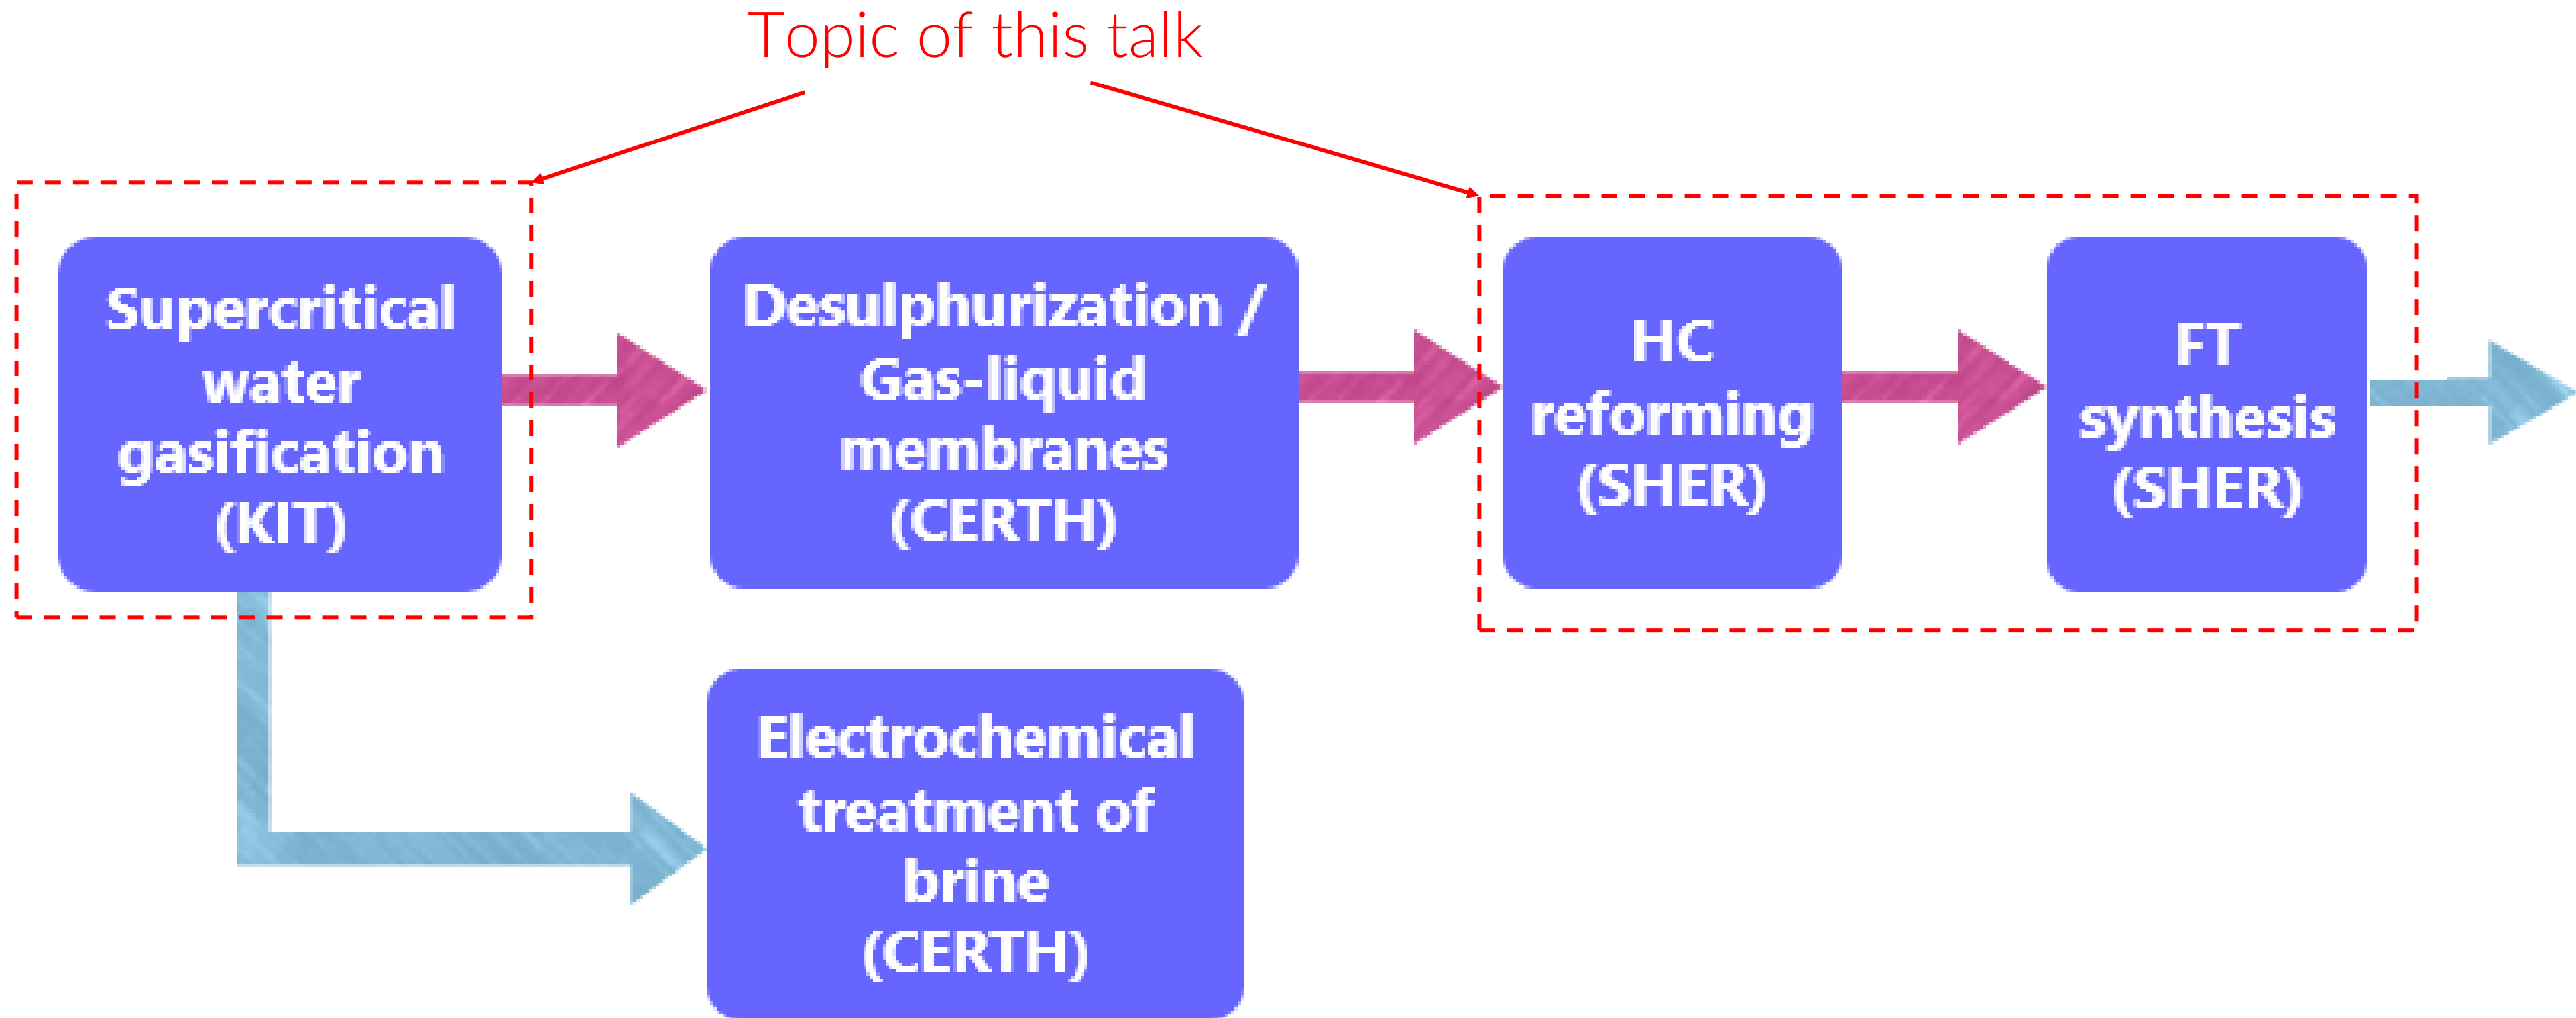 Topic of this talk
Supercritical
water
gasification
(KIT)
Desulphurization /
Gas-liquid
membranes
(CERTH)
HC
reforming
(SHER)
FT
synthesis
(SHER)
Electrochemical
treatment of
brine
(CERTH)